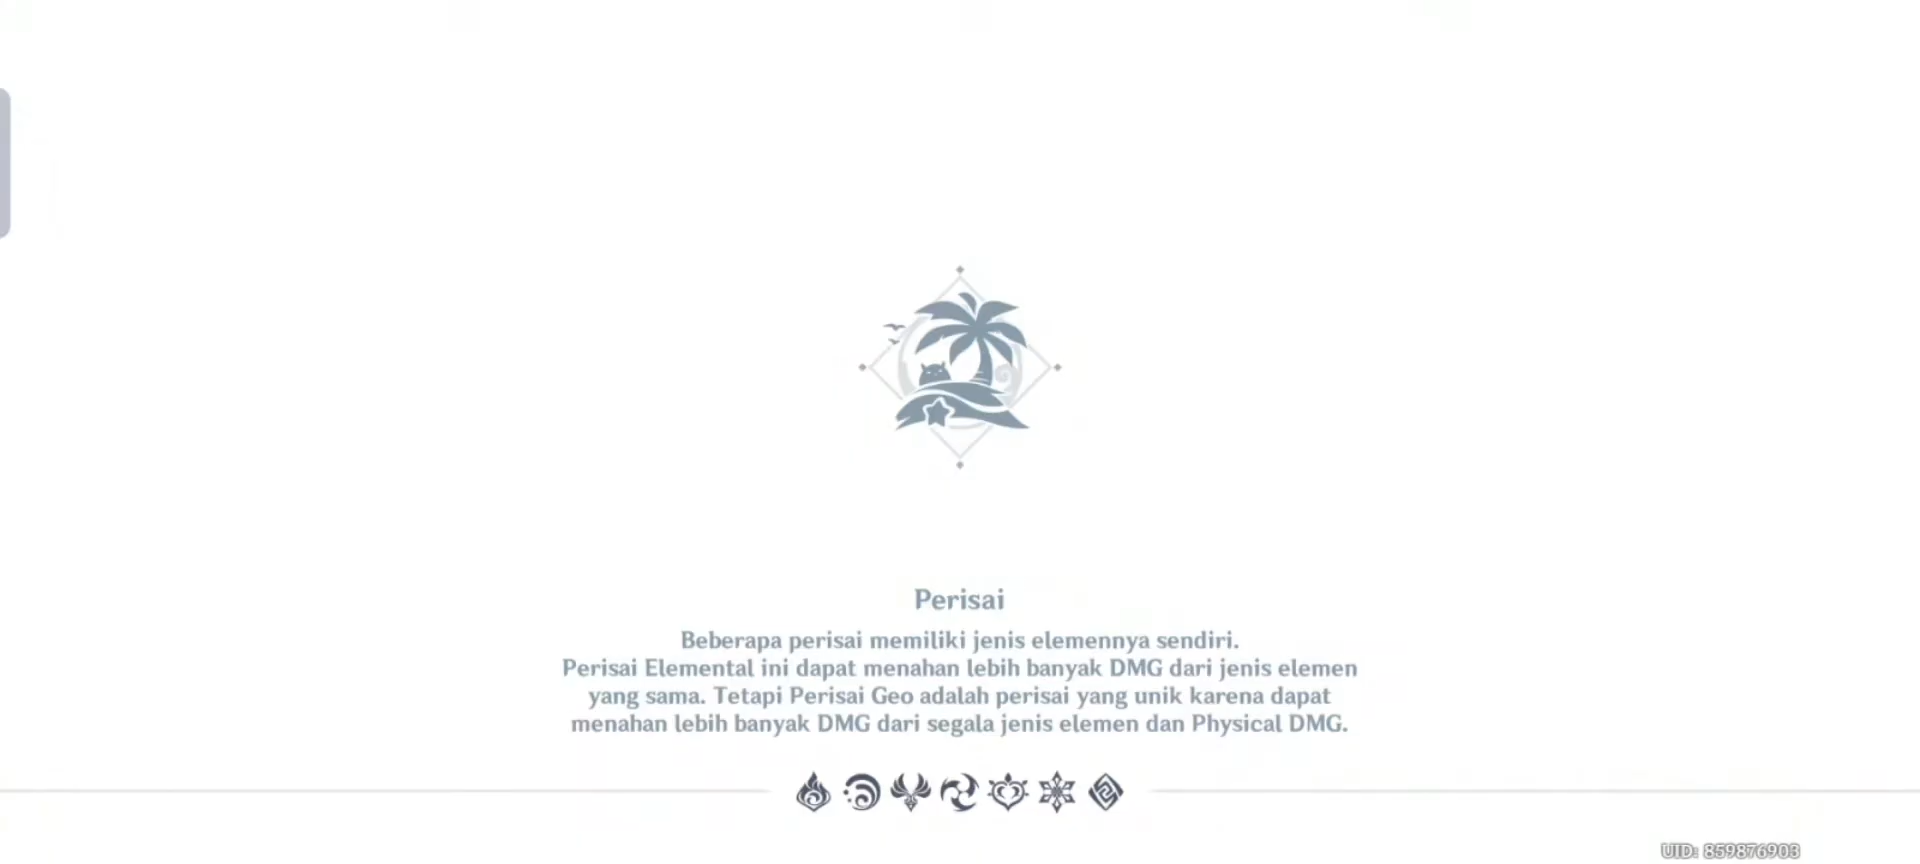 Perisai
Beberapa perisai memiliki jenis elemennya sendiri.
Perisai Elemental ini dapat menahan lebih banyak DMG dari jenis elemen
yang sama. Tetapi Perisai Geo adalah perisai yang unik karena dapat
menahan lebih banyak DMG dari segala jenis elemen dan Physical DMG.
UID: 859876903